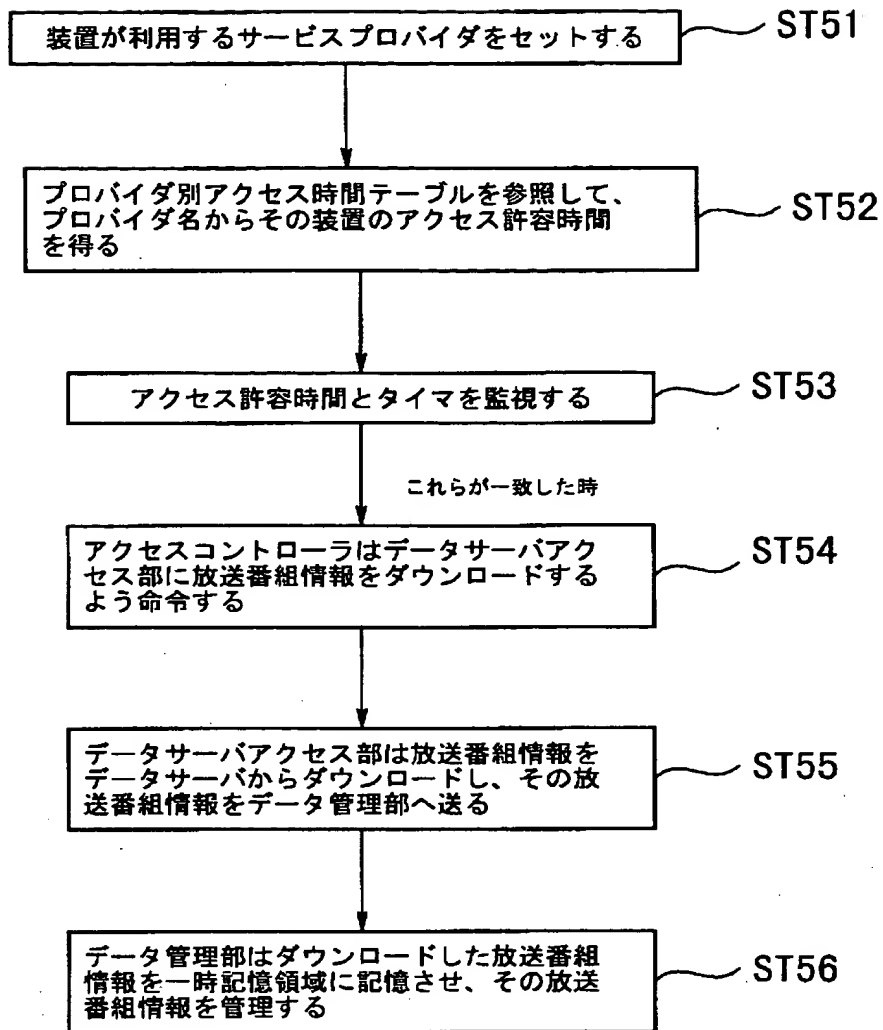 装置が利用するサービスプロバイダをセットする
ST51
プロバイダ別アクセス時間テーブルを参照して、
プロバイダ名からその装置のアクセス許容時間
を得る
ST52
アクセス許容時間とタイマを監視する
ST53
これらが一致した時
アクセスコントローラはデータサーバアク
セス部に放送番組情報をダウンロードする
よう命令する
ST54
データサーバアクセス部は放送番組情報を
データサーバからダウンロードし、その放
送番組情報をデータ管理部へ送る
ST55
データ管理部はダウンロードした放送番組
情報を一時記憶領域に記憶させ、その放送
番組情報を管理する
ST56